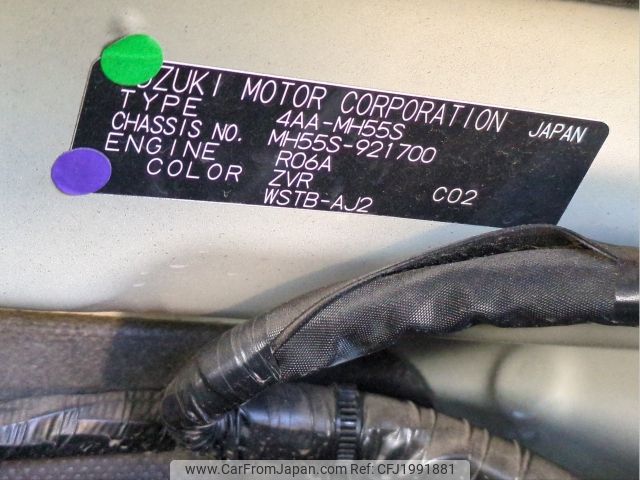 SUZUKI MOTOR CORPORATION JAPAN
TYPE 4AA-MH55S
CHASSIS NO. MH55S-921700
ENGINE R06A
COLOR ZVR
WSTB-AJ2 C02
www.CarFromJapan.com Ref: CFJ1991881